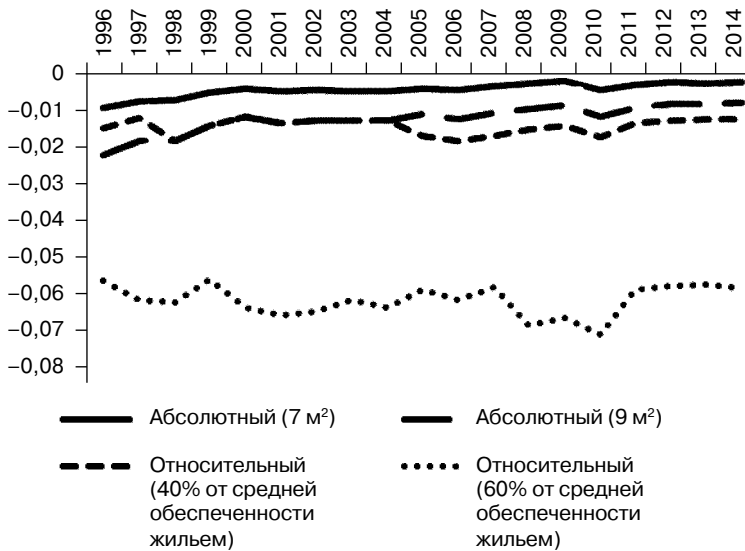 1996 1997 1998 1999 2000 2001 2002 2003 2004 2005 2006 2007 2008 2009 2010 2011 2012 2013 2014
0
−0,01
−0,02
−0,03
−0,04
−0,05
−0,06
−0,07
−0,08
Абсолютный (7 м²)
Абсолютный (9 м²)
Относительный
(40% от средней
обеспеченности
жильем)
Относительный
(60% от средней
обеспеченности
жильем)